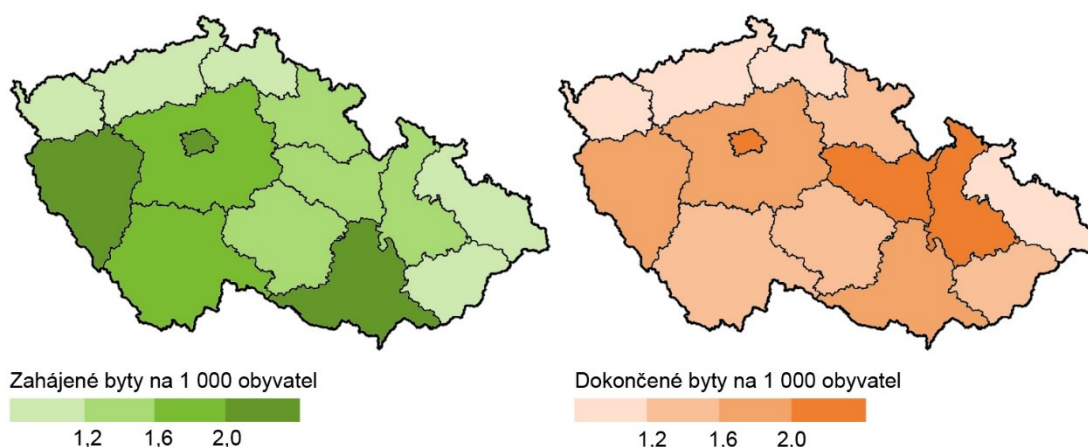 Zahájené byty na 1 000 obyvatel
1,2 1,6 2,0
Dokončené byty na 1 000 obyvatel
1,2 1,6 2,0